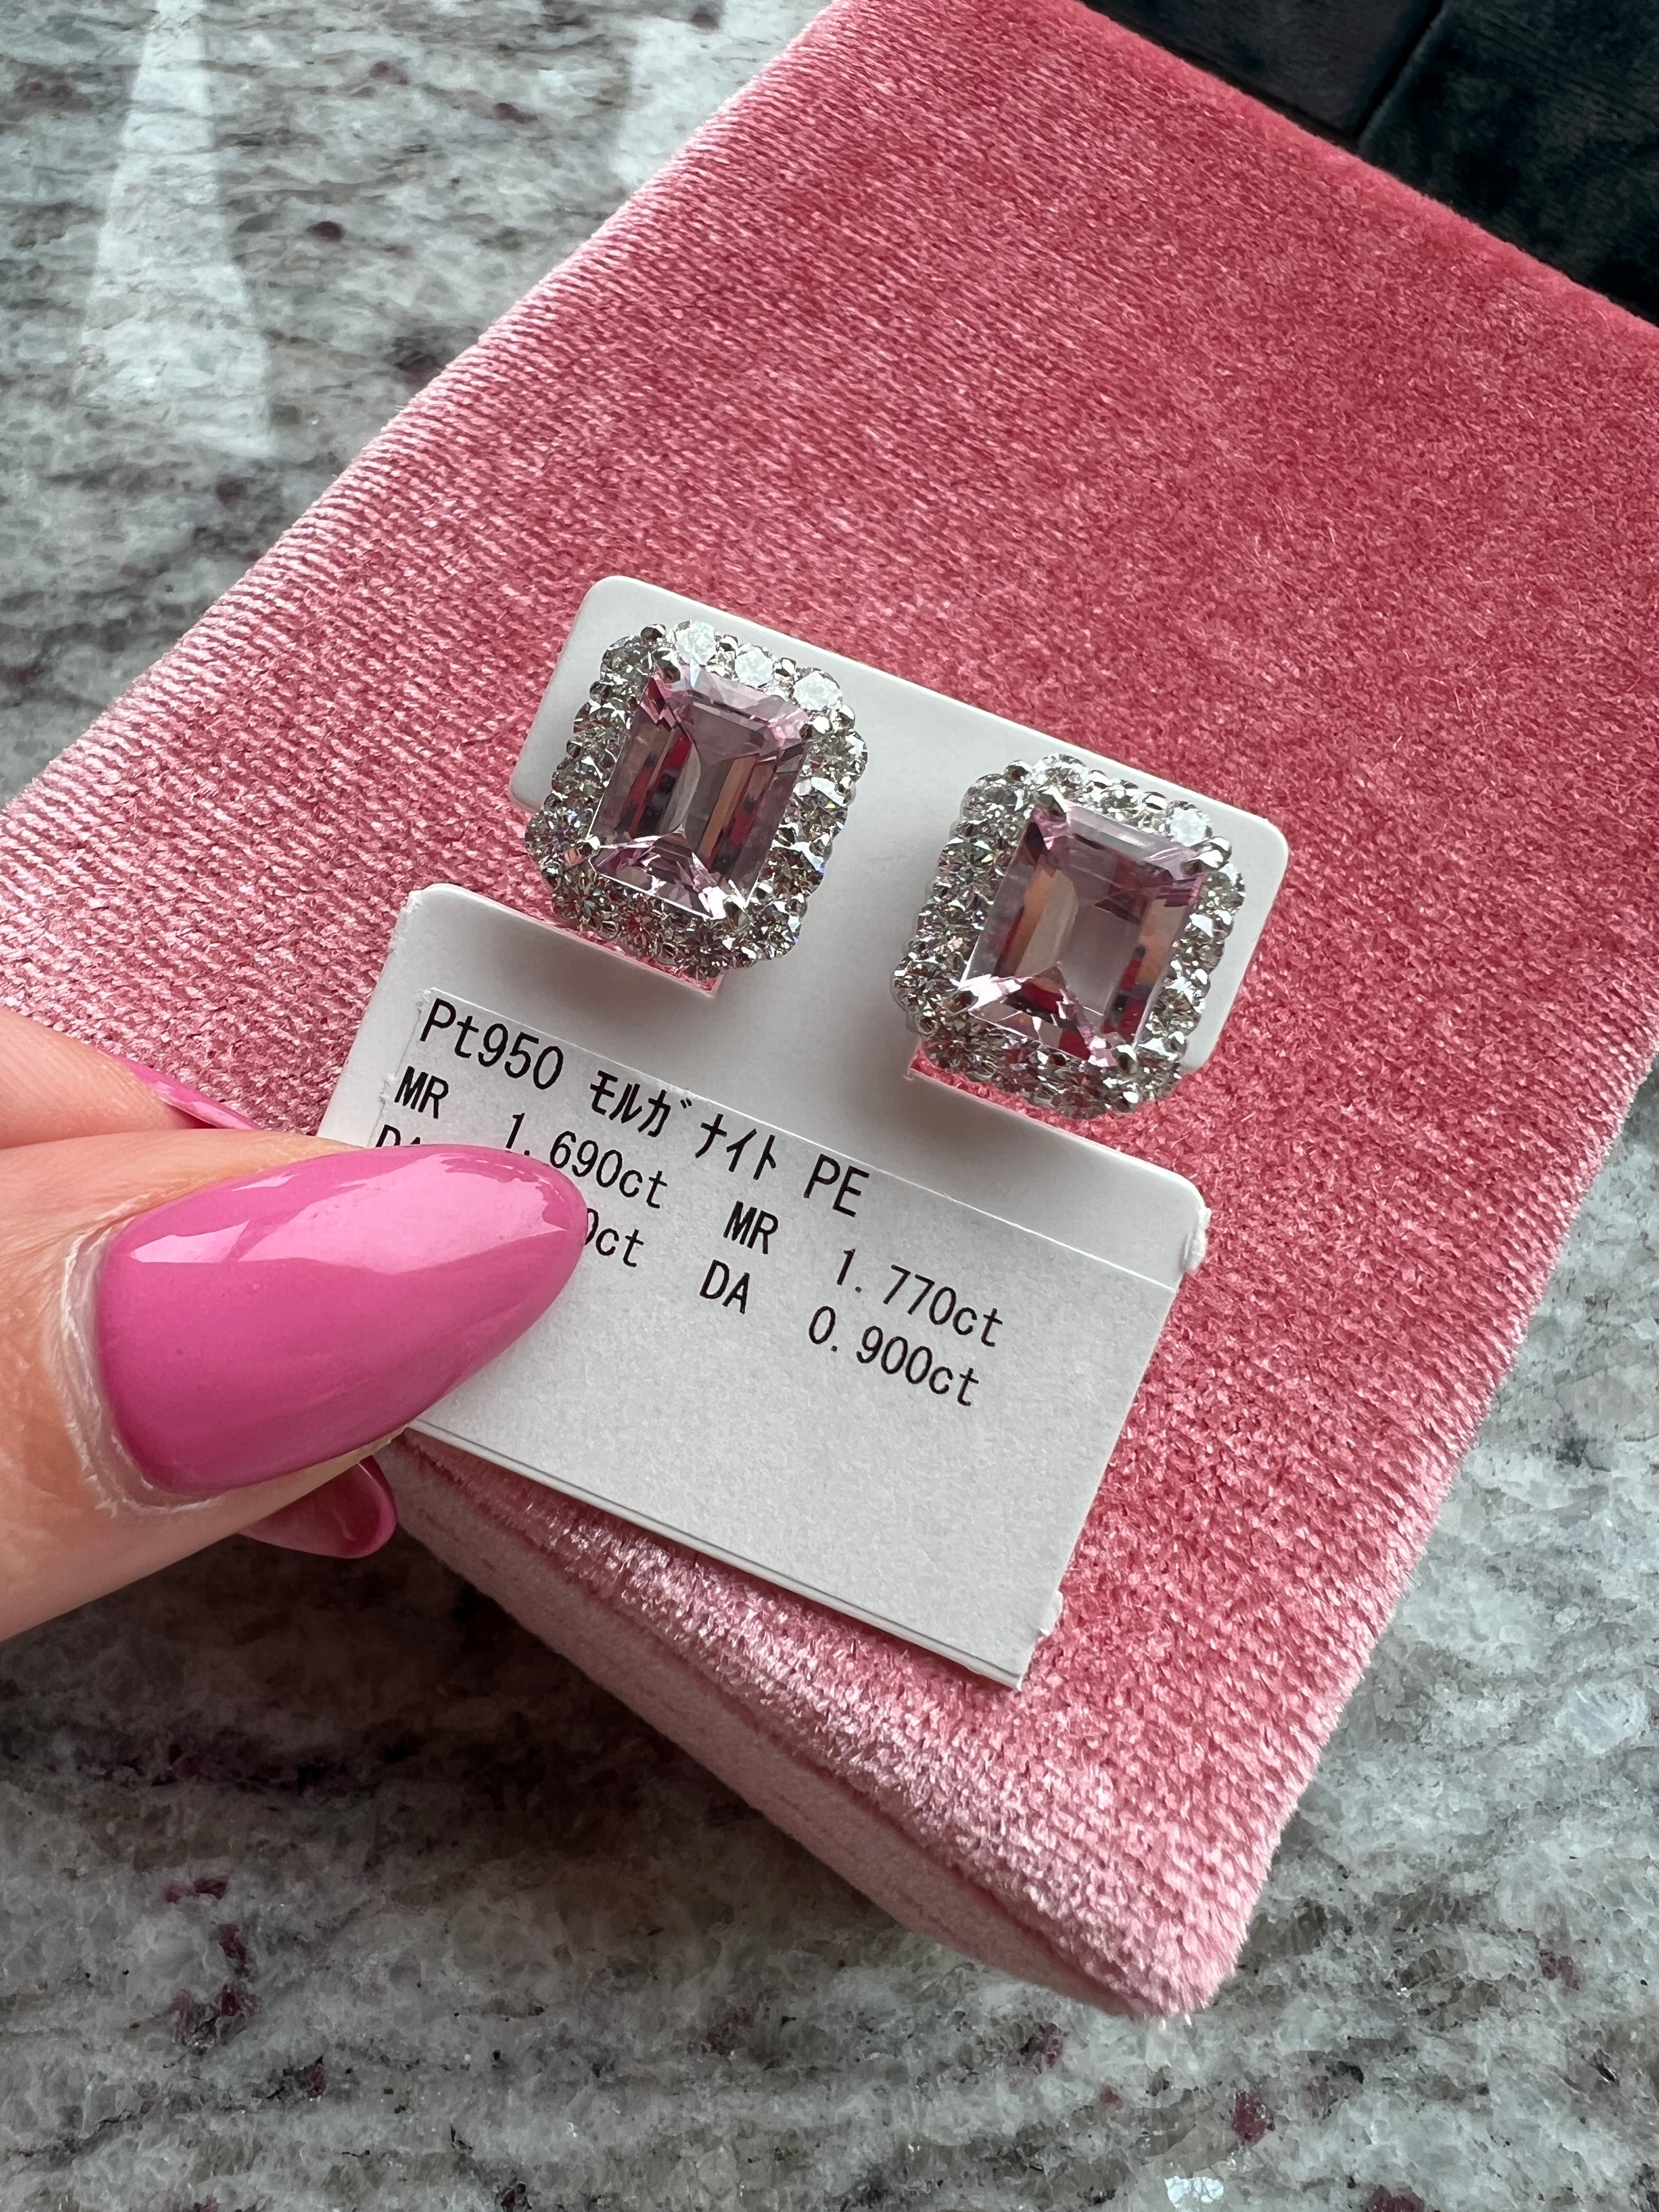 Pt950 ﾓﾙｶﾞﾅｲﾄ PE
MR 1.690ct MR 1.770ct
DA 0.900ct